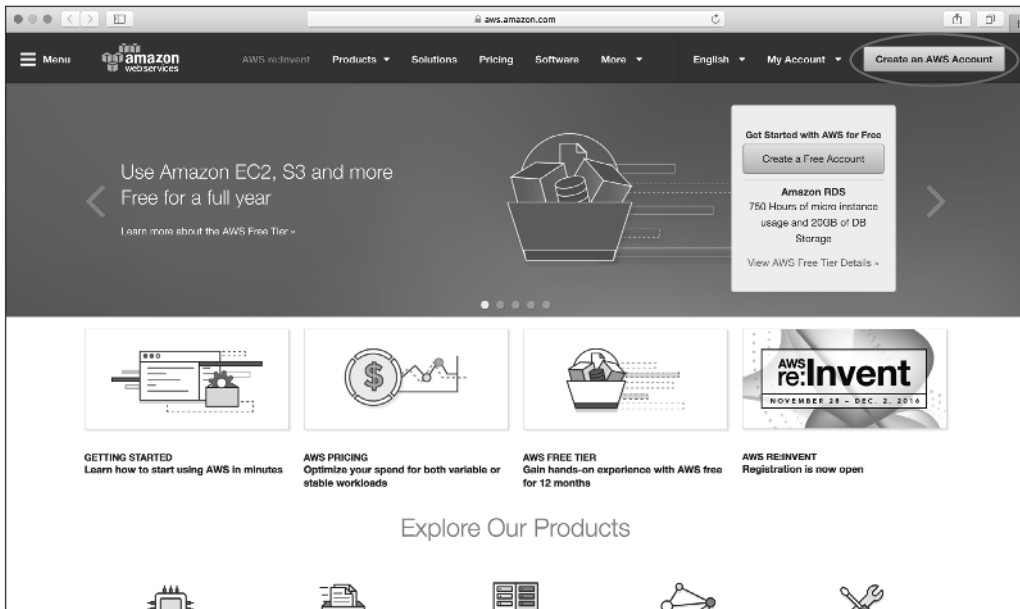 aws.amazon.com
Menu
amazon
webservices
AWS re:Invent
Products
Solutions
Pricing
Software
More
English
My Account
Create an AWS Account
Use Amazon EC2, S3 and more
Free for a full year
Learn more about the AWS Free Tier »
Get Started with AWS for Free
Create a Free Account
Amazon RDS
750 Hours of micro instance
usage and 20GB of DB
Storage
View AWS Free Tier Details »
$
AWS
re:Invent
NOVEMBER 28 – DEC. 2, 2016
GETTING STARTED
Learn how to start using AWS in minutes
AWS PRICING
Optimize your spend for both variable or
stable workloads
AWS FREE TIER
Gain hands-on experience with AWS free
for 12 months
AWS RE:INVENT
Registration is now open
Explore Our Products